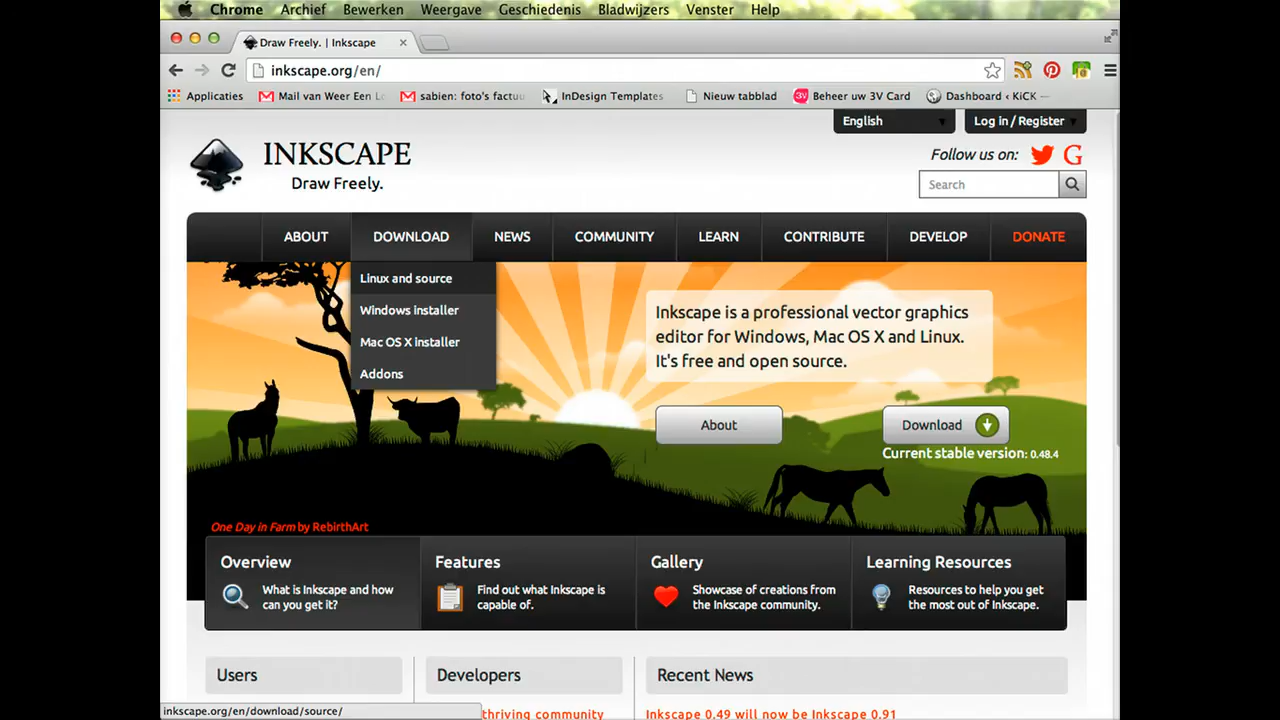 Chrome Archief Bewerken Weergave Geschiedenis Bladwijzers Venster Help
Draw Freely. | Inkscape
inkscape.org/en/
Applicaties Mail van Weer Een Lo sabien: foto's factuu InDesign Templates Nieuw tabblad Beheer uw 3V Card Dashboard ‹ KiCK —
English Log in / Register
INKSCAPE
Draw Freely.
Follow us on:
Search
ABOUT DOWNLOAD NEWS COMMUNITY LEARN CONTRIBUTE DEVELOP DONATE
Linux and source
Windows installer
Mac OS X installer
Addons
Inkscape is a professional vector graphics
editor for Windows, Mac OS X and Linux.
It's free and open source.
About Download
Current stable version: 0.48.4
One Day in Farm by RebirthArt
Overview
What is Inkscape and how
can you get it?
Features
Find out what Inkscape is
capable of.
Gallery
Showcase of creations from
the Inkscape community.
Learning Resources
Resources to help you get
the most out of Inkscape.
Users Developers Recent News
thriving community Inkscape 0.49 will now be Inkscape 0.91
inkscape.org/en/download/source/